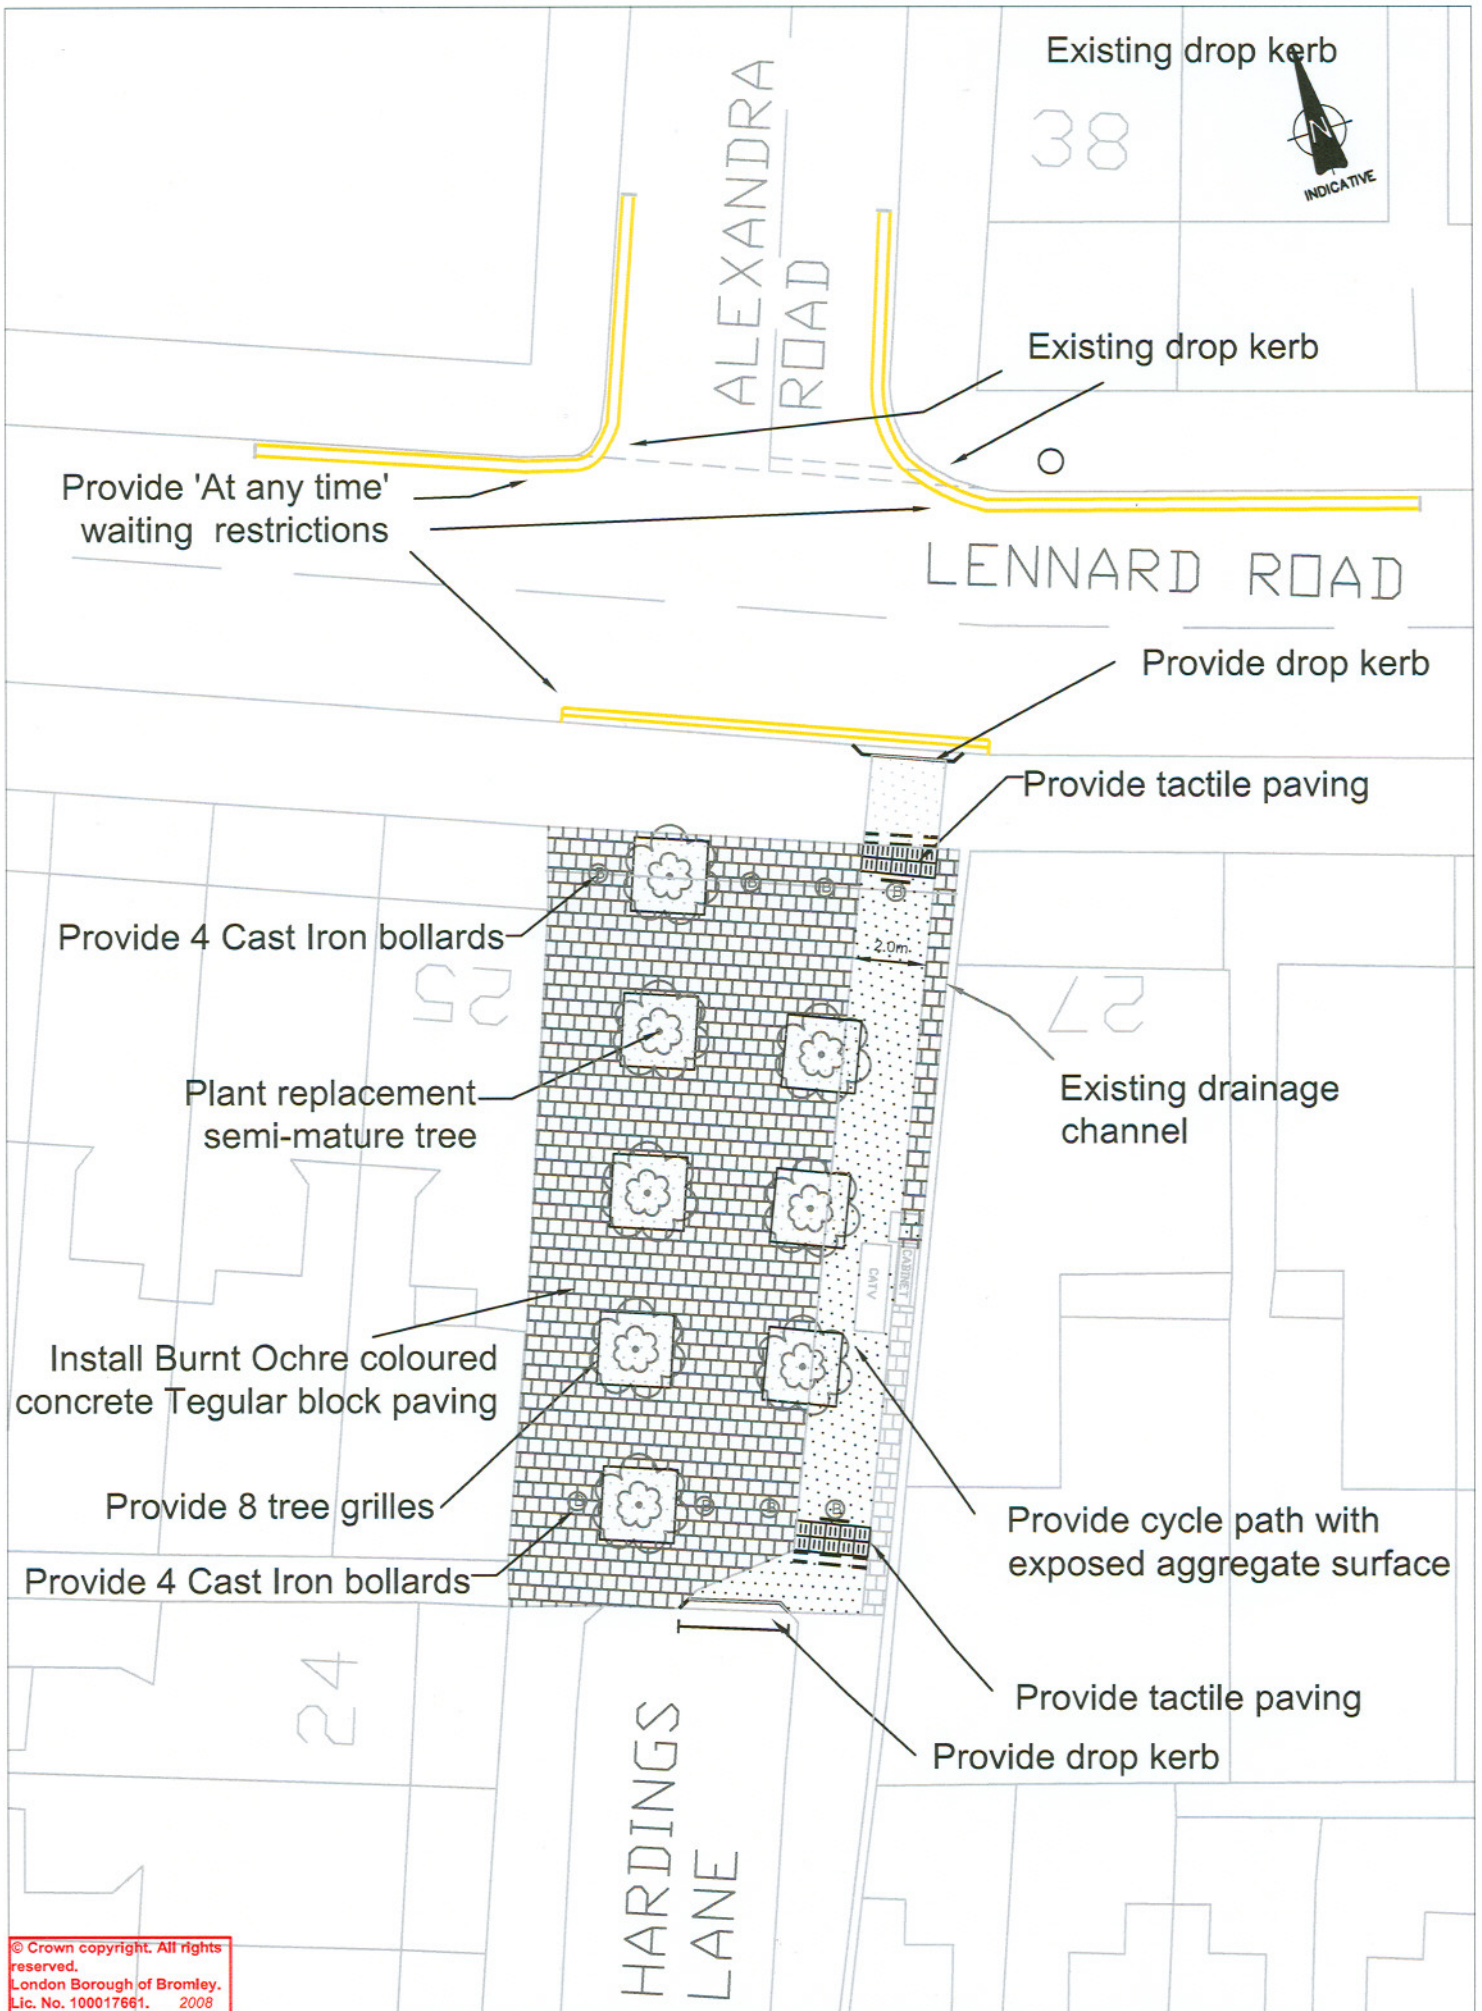 Existing drop kerb
38
N
INDICATIVE
ALEXANDRA
ROAD
Existing drop kerb
Provide 'At any time'
waiting restrictions
LENNARD ROAD
Provide drop kerb
Provide tactile paving
B
B
B
B
Provide 4 Cast Iron bollards
2.0m
25
27
Plant replacement
semi-mature tree
Existing drainage
channel
CATV
CABINET
Install Burnt Ochre coloured
concrete Tegular block paving
Provide 8 tree grilles
B
B
B
B
Provide cycle path with
exposed aggregate surface
Provide 4 Cast Iron bollards
24
Provide tactile paving
Provide drop kerb
HARDINGS
LANE
© Crown copyright. All rights
reserved.
London Borough of Bromley.
Lic. No. 100017661. 2008